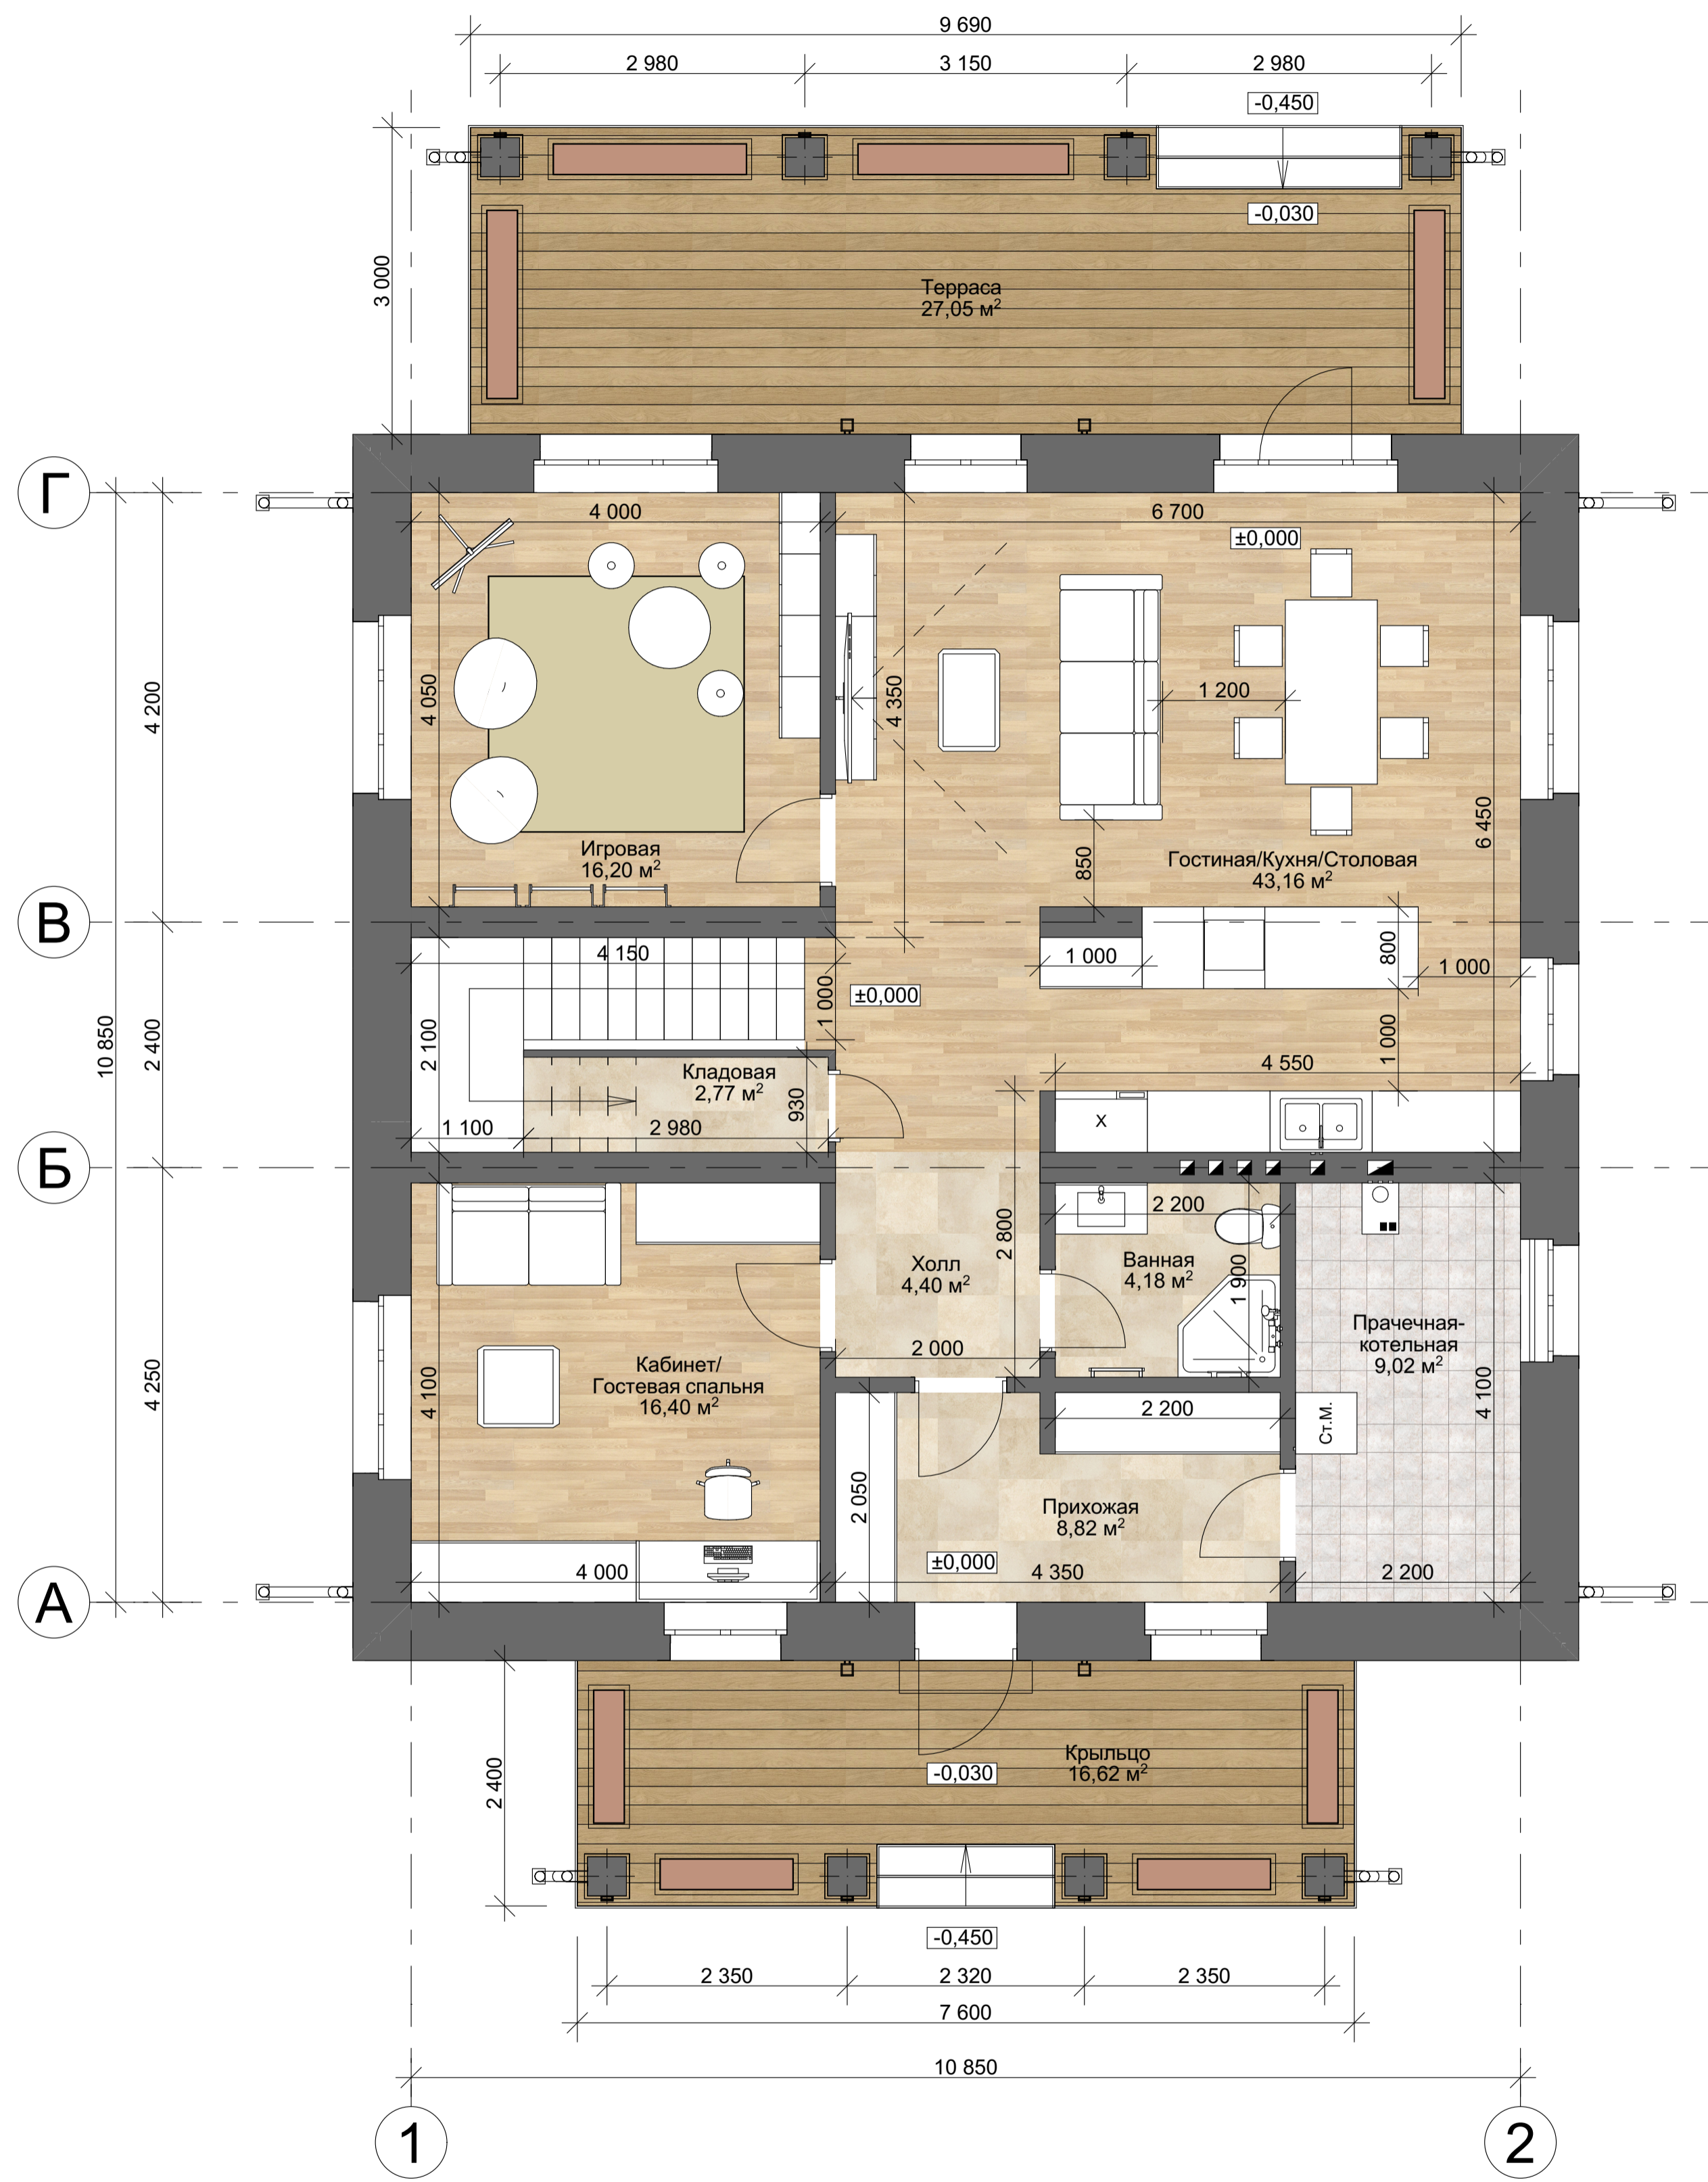 9 690
2 980
3 150
2 980
-0,450
-0,030
3 000
Терраса
27,05 м²
Г
4 000
6 700
±0,000
4 200
4 050
4 350
1 200
6 450
850
Игровая
16,20 м²
Гостиная/Кухня/Столовая
43,16 м²
В
4 150
1 000
±0,000
1 000
800
1 000
10 850
2 400
2 100
1 000
4 550
Кладовая
2,77 м²
930
1 100
2 980
X
Б
2 800
2 200
Холл
4,40 м²
Ванная
4,18 м²
1 900
2 000
Прачечная-
котельная
9,02 м²
4 250
4 100
Кабинет/
Гостевая спальня
16,40 м²
4 100
2 200
Ст.М.
2 050
Прихожая
8,82 м²
±0,000
А
4 000
4 350
2 200
2 400
Крыльцо
16,62 м²
-0,030
-0,450
2 350
2 320
2 350
7 600
10 850
1
2